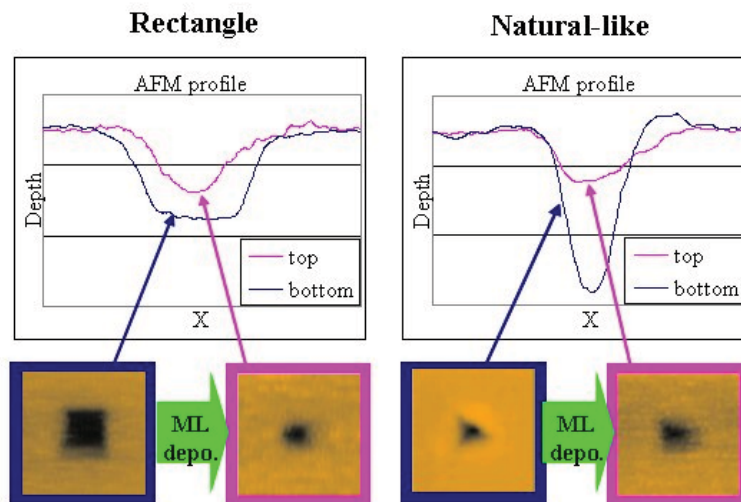 Rectangle
AFM profile
Depth
top
bottom
X
ML
depo.
Natural-like
AFM profile
Depth
top
bottom
X
ML
depo.